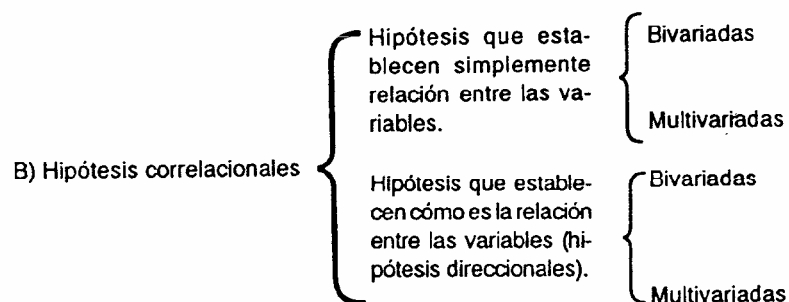 B) Hipótesis correlacionales
Hipótesis que esta-
blecen simplemente
relación entre las va-
riables.
Bivariadas
Multivariadas
Hipótesis que estable-
cen cómo es la relación
entre las variables (hi-
pótesis direccionales).
Bivariadas
Multivariadas